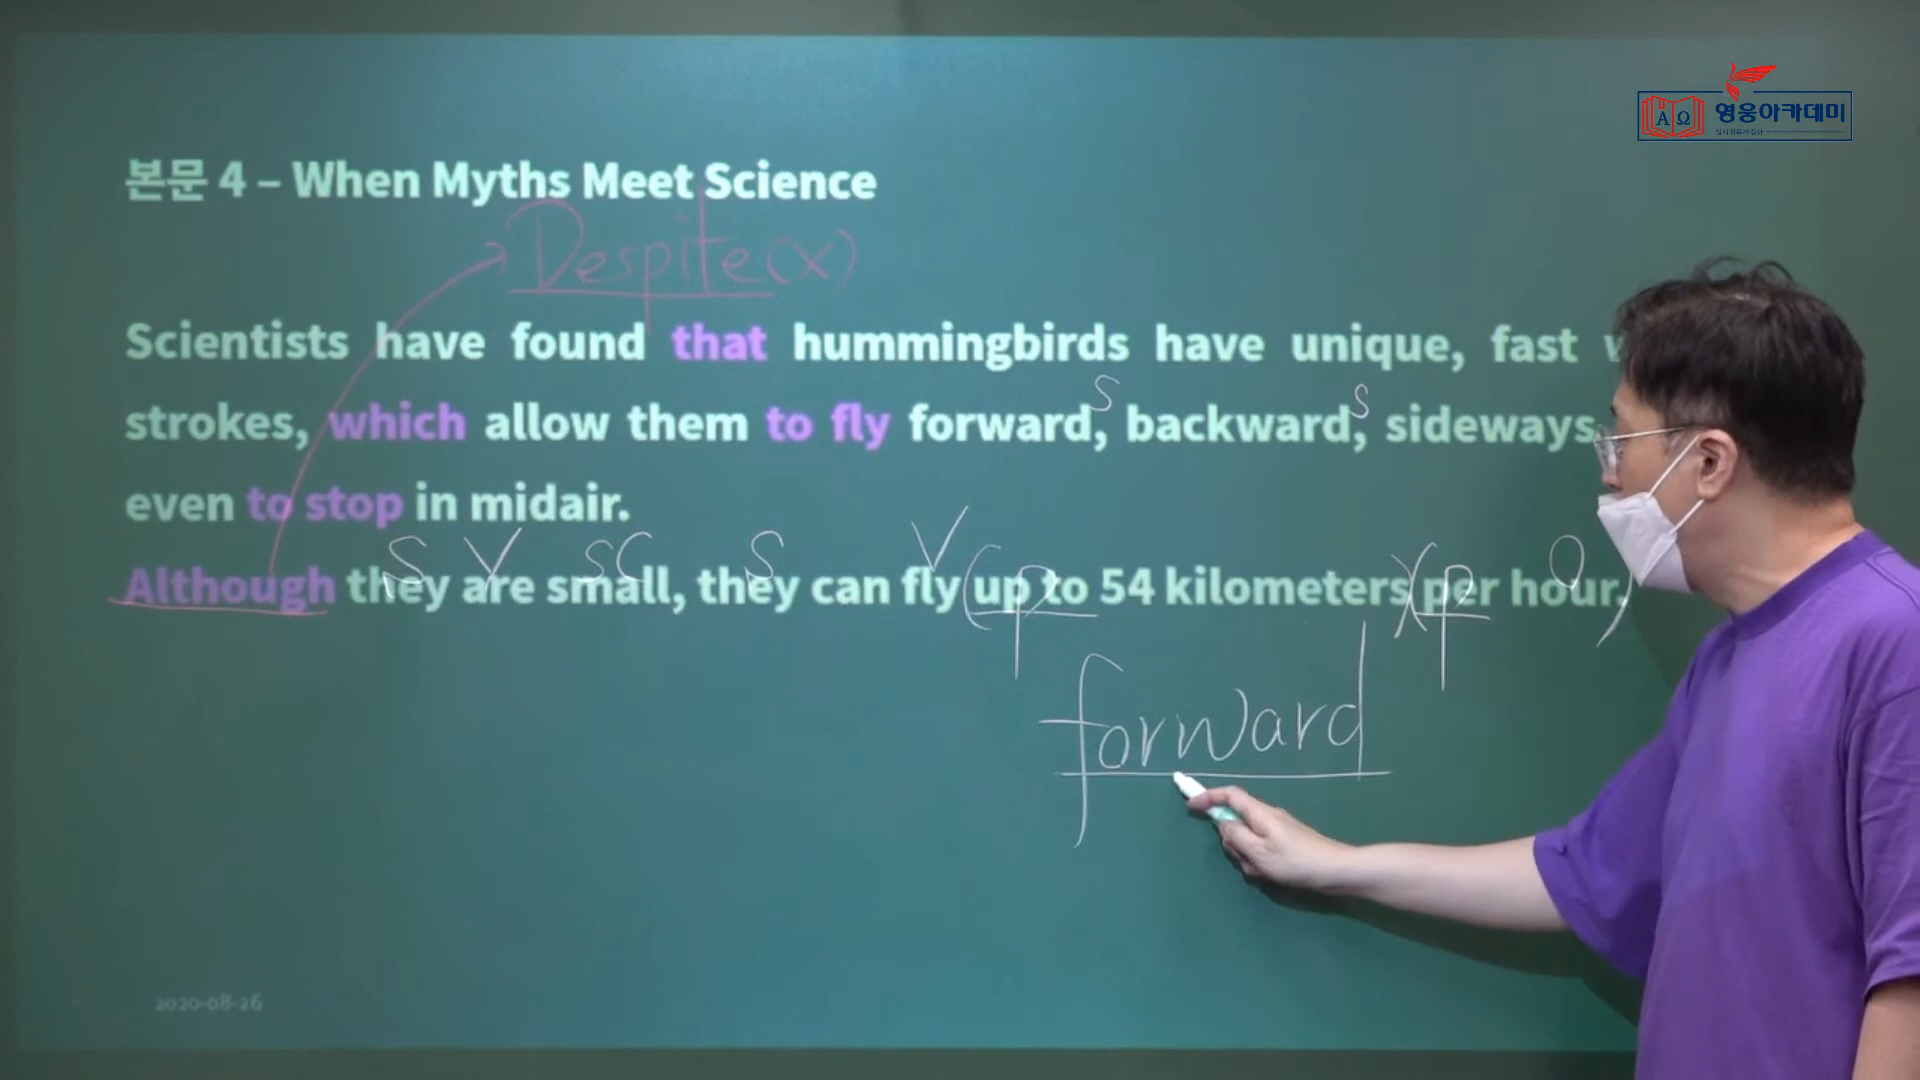 영웅아카데미
본문 4 – When Myths Meet Science
Despite(X)
Scientists have found that hummingbirds have unique, fast
s s
strokes, which allow them to fly forward, backward, sideways,
even to stop in midair.
S V SC S V
Although they are small, they can fly (up to 54 kilometers)(per hour.)
p p O
forward
2020-08-26